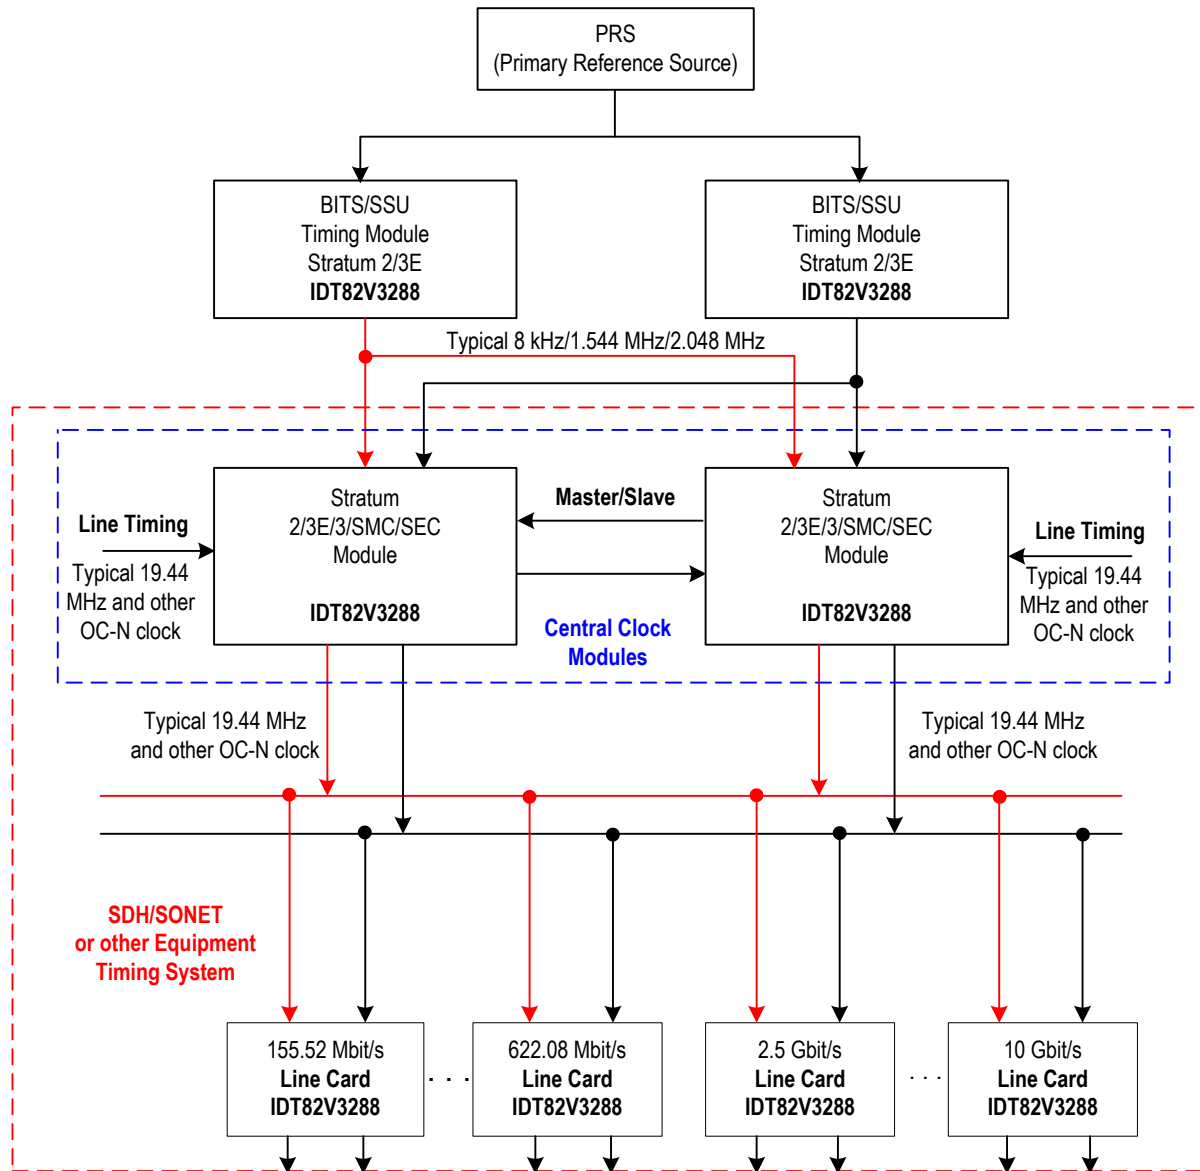 PRS
(Primary Reference Source)
BITS/SSU
Timing Module
Stratum 2/3E
IDT82V3288
BITS/SSU
Timing Module
Stratum 2/3E
IDT82V3288
Typical 8 kHz/1.544 MHz/2.048 MHz
Line Timing
Typical 19.44
MHz and other
OC-N clock
Stratum
2/3E/3/SMC/SEC
Module
IDT82V3288
Master/Slave
Central Clock
Modules
Stratum
2/3E/3/SMC/SEC
Module
IDT82V3288
Line Timing
Typical 19.44
MHz and other
OC-N clock
Typical 19.44 MHz
and other OC-N clock
Typical 19.44 MHz
and other OC-N clock
SDH/SONET
or other Equipment
Timing System
155.52 Mbit/s
Line Card
IDT82V3288
. . .
622.08 Mbit/s
Line Card
IDT82V3288
2.5 Gbit/s
Line Card
IDT82V3288
. . .
10 Gbit/s
Line Card
IDT82V3288